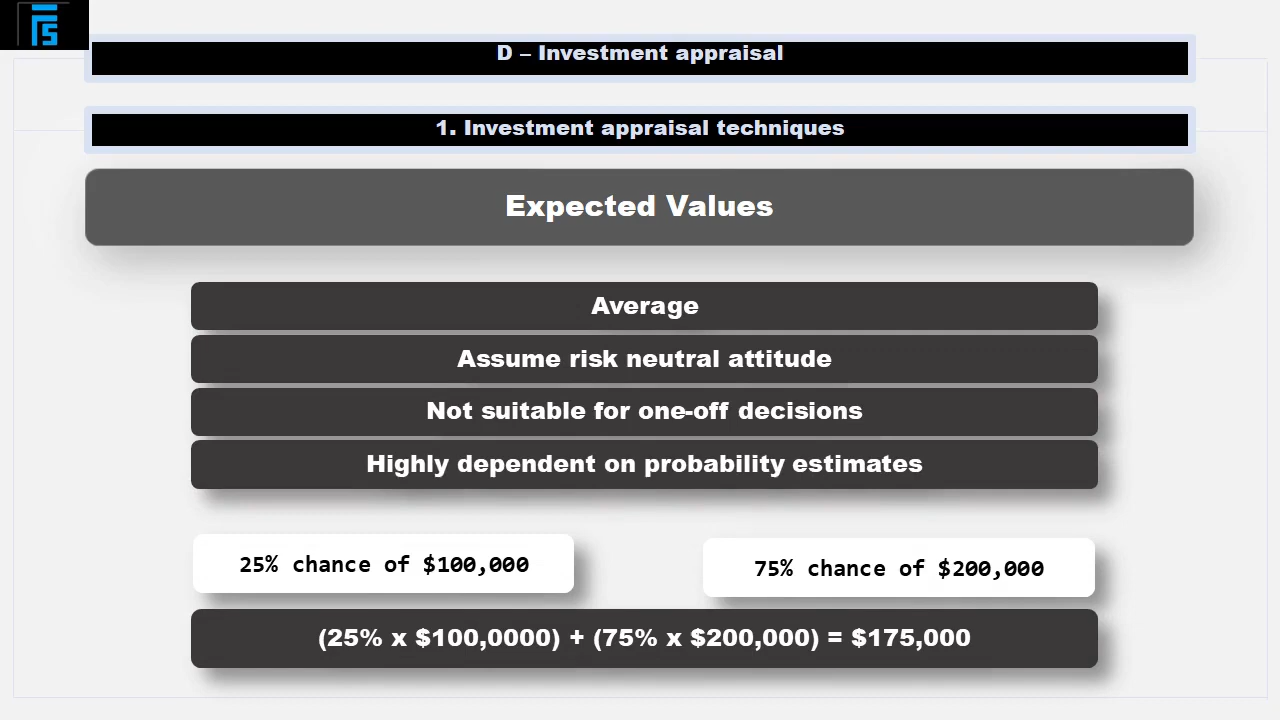 D – Investment appraisal
1. Investment appraisal techniques
Expected Values
Average
Assume risk neutral attitude
Not suitable for one-off decisions
Highly dependent on probability estimates
25% chance of $100,000
75% chance of $200,000
(25% x $100,0000) + (75% x $200,000) = $175,000